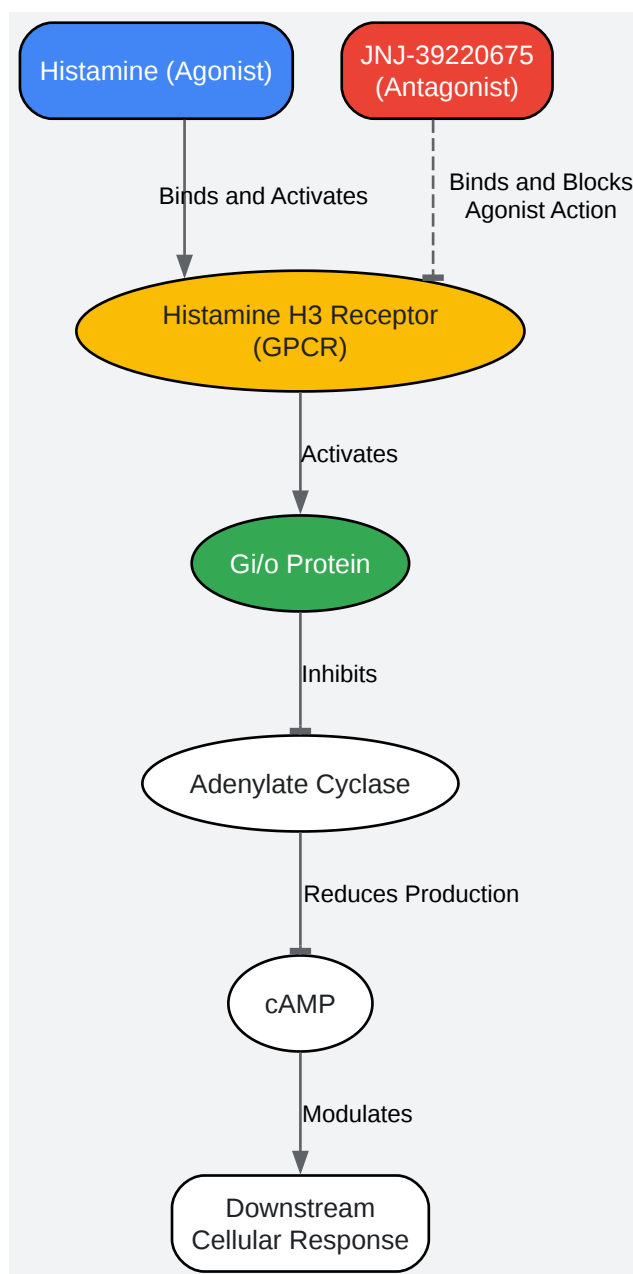 Histamine (Agonist)
JNJ-39220675
(Antagonist)
Binds and Activates
Binds and Blocks
Agonist Action
Histamine H3 Receptor
(GPCR)
Activates
Gi/o Protein
Inhibits
Adenylate Cyclase
Reduces Production
cAMP
Modulates
Downstream
Cellular Response